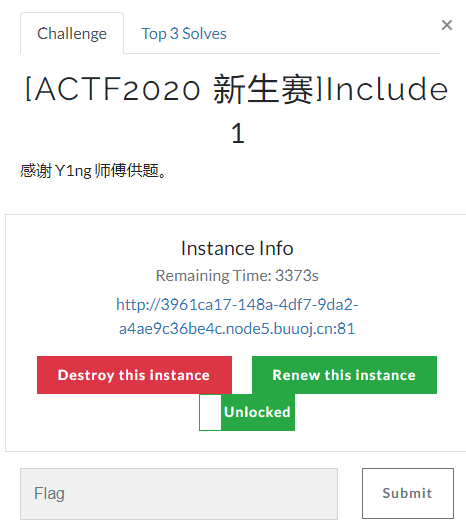 Challenge
Top 3 Solves
×
[ACTF2020 新生赛]Include
1
感谢 Y1ng 师傅供题。
Instance Info
Remaining Time: 3373s
http://3961ca17-148a-4df7-9da2-
a4ae9c36be4c.node5.buuoj.cn:81
Destroy this instance
Renew this instance
Unlocked
Flag
Submit